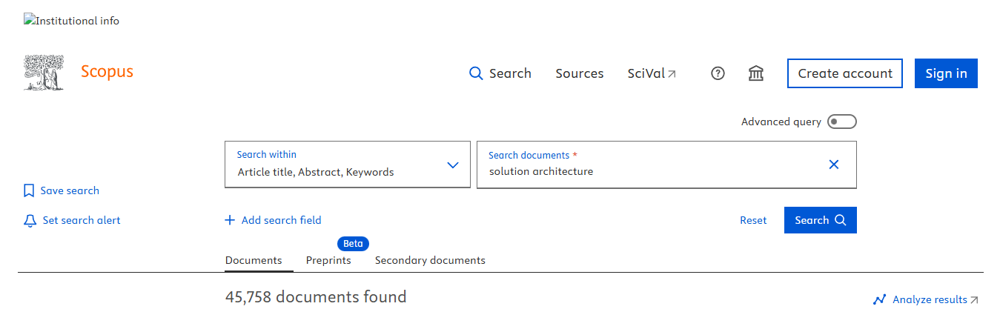 Institutional info
Scopus
Search Sources SciVal Create account Sign in
Advanced query
Search within
Article title, Abstract, Keywords
Search documents *
solution architecture
Save search
Set search alert
Add search field
Reset
Search
Beta
Documents Preprints Secondary documents
45,758 documents found
Analyze results